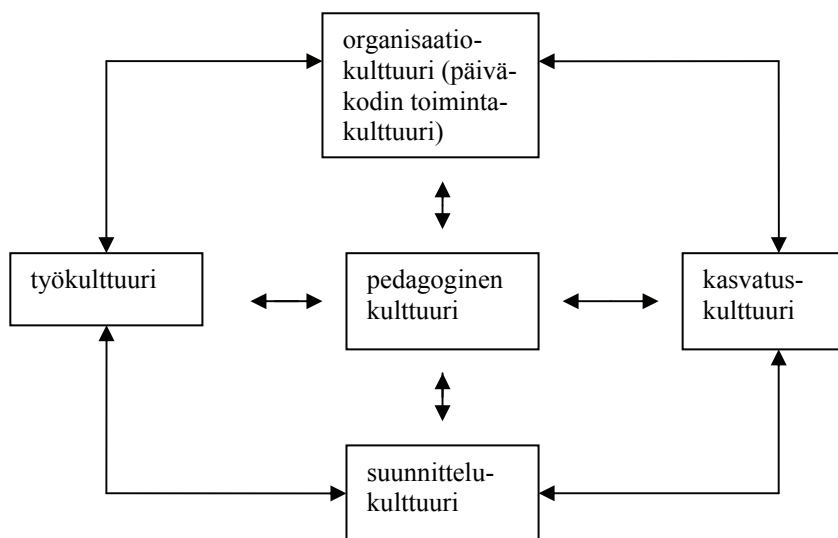 organisaatio-
kulttuuri (päivä-
kodin toiminta-
kulttuuri)
työkulttuuri
pedagoginen
kulttuuri
kasvatus-
kulttuuri
suunnittelu-
kulttuuri